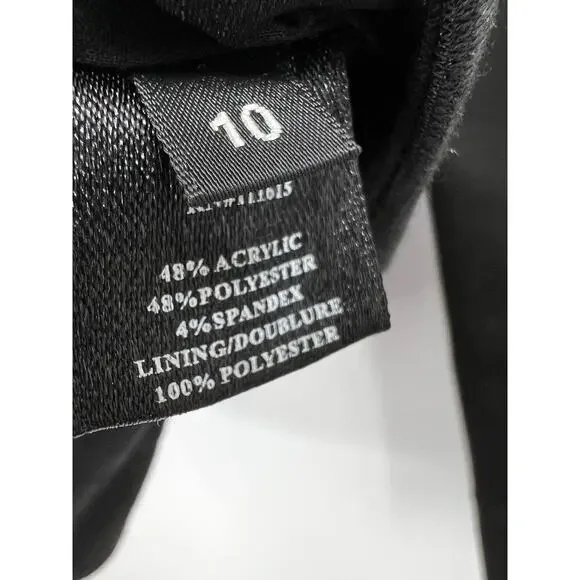 10
48% ACRYLIC
48%POLYESTER
4%SPANDEX
LINING/DOUBLURE
100% POLYESTER